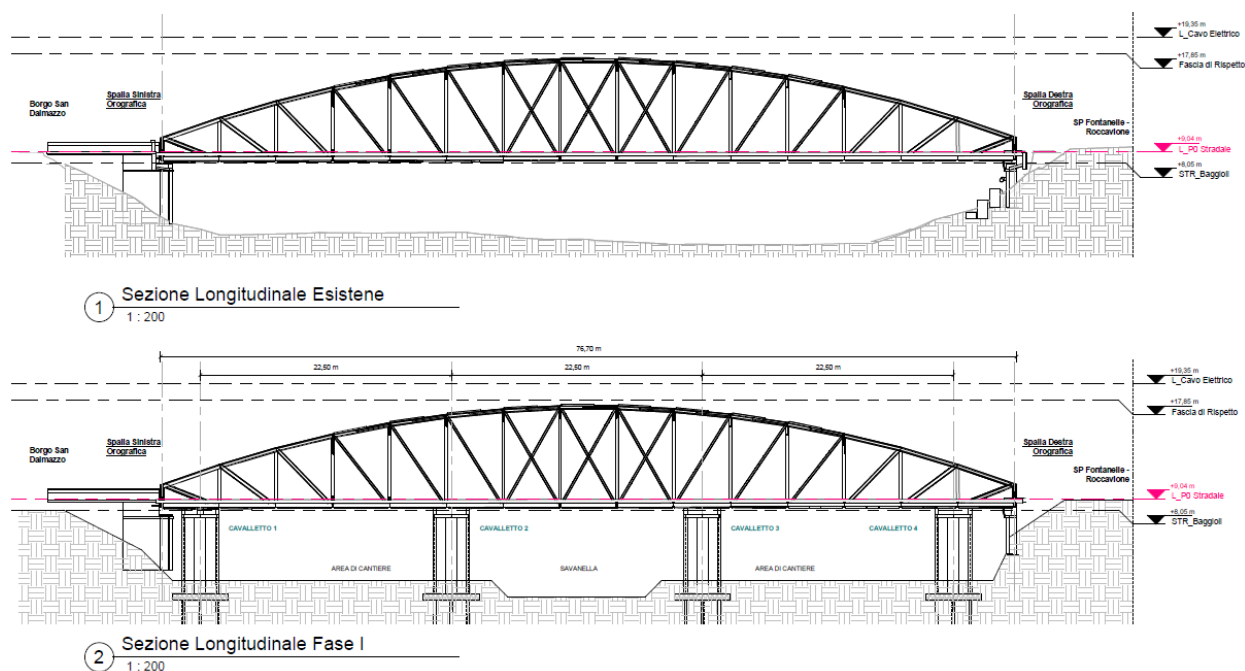 +19,35 m
L_Cavo Elettrico
+17,85 m
Fascia di Rispetto
Borgo San
Dalmazzo
Spalla Sinistra
Orografica
Spalla Destra
Orografica
SP Fontanelle -
Roccavione
+9,04 m
L_P0 Stradale
+8,05 m
STR_Baggioli
1
Sezione Longitudinale Esistene
1 : 200
76,70 m
22,50 m
22,50 m
22,50 m
+19,35 m
L_Cavo Elettrico
+17,85 m
Fascia di Rispetto
Borgo San
Dalmazzo
Spalla Sinistra
Orografica
Spalla Destra
Orografica
SP Fontanelle -
Roccavione
+9,04 m
L_P0 Stradale
+8,05 m
STR_Baggioli
CAVALLETTO 1
CAVALLETTO 2
CAVALLETTO 3
CAVALLETTO 4
AREA DI CANTIERE
SAVANELLA
AREA DI CANTIERE
2
Sezione Longitudinale Fase I
1 : 200